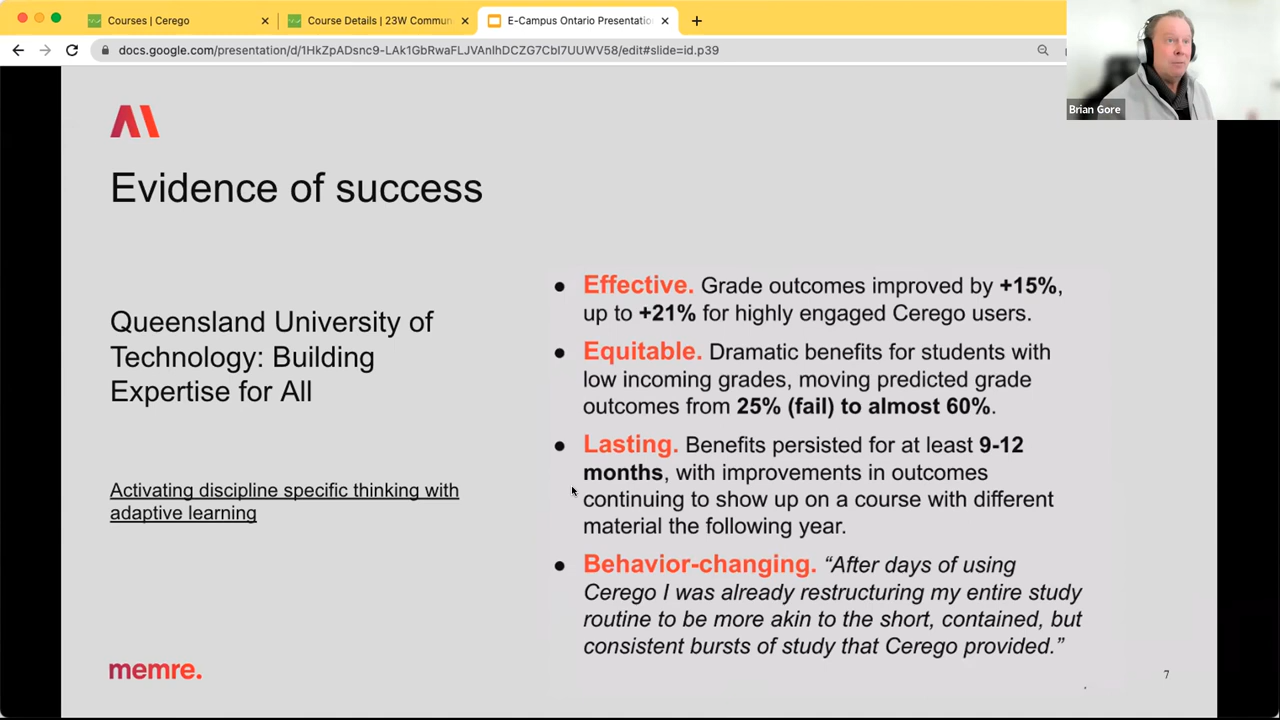 Courses | Cerego
Course Details | 23W Commun
E-Campus Ontario Presentatio
docs.google.com/presentation/d/1HkZpADsnc9-LAk1GbRwaFLJVAnlhDCZG7CbI7UUWV58/edit#slide=id.p39
Brian Gore
Evidence of success
Queensland University of
Technology: Building
Expertise for All
Activating discipline specific thinking with
adaptive learning
● Effective. Grade outcomes improved by +15%,
up to +21% for highly engaged Cerego users.
● Equitable. Dramatic benefits for students with
low incoming grades, moving predicted grade
outcomes from 25% (fail) to almost 60%.
● Lasting. Benefits persisted for at least 9-12
months, with improvements in outcomes
continuing to show up on a course with different
material the following year.
● Behavior-changing. “After days of using
Cerego I was already restructuring my entire study
routine to be more akin to the short, contained, but
consistent bursts of study that Cerego provided.”
memre.
7